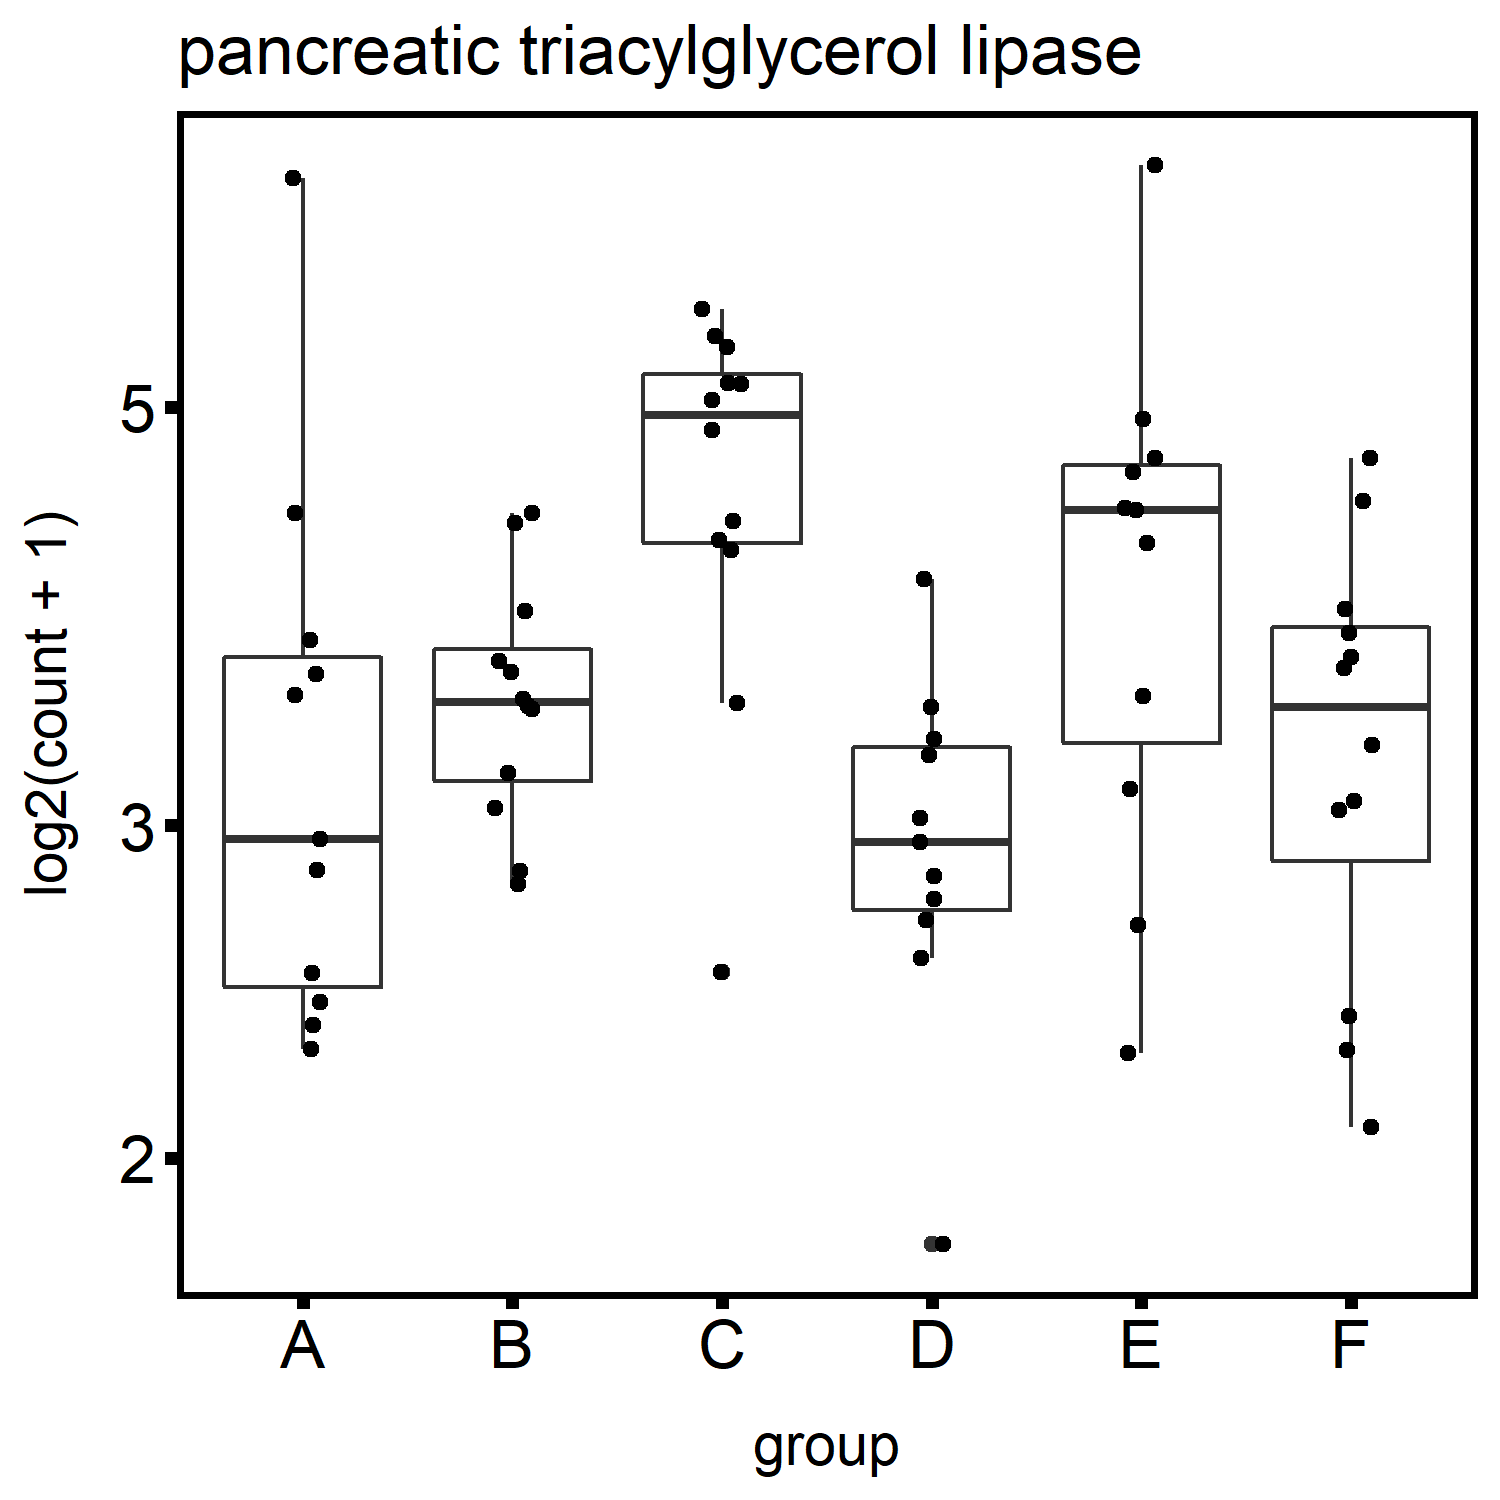 pancreatic triacylglycerol lipase
log2(count + 1)
5
3
2
A B C D E F
group